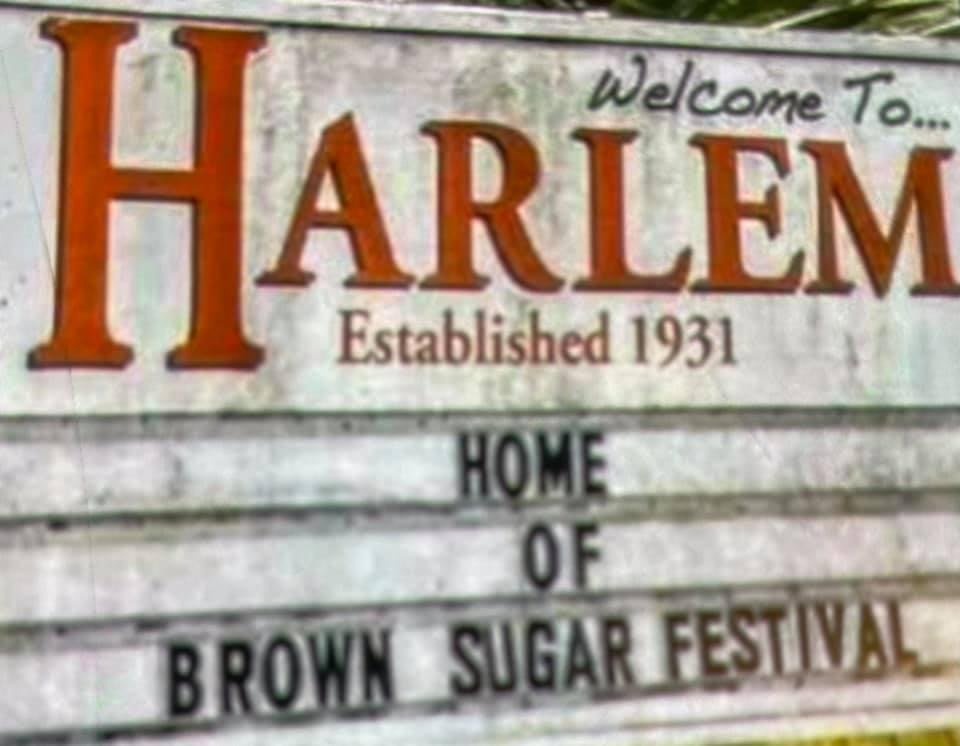 Welcome To...
HARLEM
Established 1931
HOME
OF
BROWN SUGAR FESTIVAL